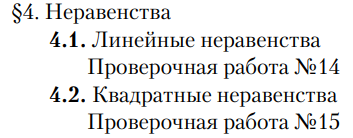 §4. Неравенства
4.1. Линейные неравенства
Проверочная работа №14
4.2. Квадратные неравенства
Проверочная работа №15